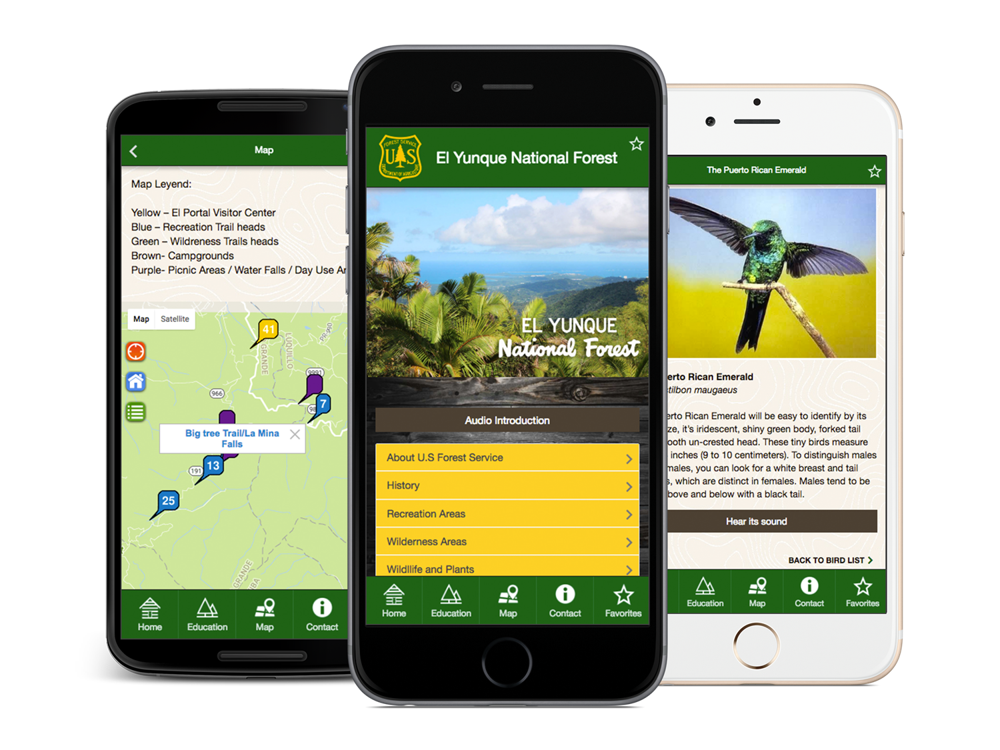 Map
Map Leyend:
Yellow – El Portal Visitor Center
Blue – Recreation Trail heads
Green – Wildreness Trails heads
Brown- Campgrounds
Purple- Picnic Areas / Water Falls / Day Use Ar
Map Satellite
41
GRANDE
LUQUILLO
PR-990
9991
966
7
98
Big tree Trail/La Mina
Falls
13
191
25
GRANDE
Home Education Map Contact
FOREST SERVICE
US
DEPARTMENT OF AGRICULTURE
El Yunque National Forest
EL YUNQUE
National Forest
Audio Introduction
About U.S Forest Service
History
Recreation Areas
Wilderness Areas
Wildllife and Plants
Home Education Map Contact Favorites
The Puerto Rican Emerald
erto Rican Emerald
stilbon maugaeus
erto Rican Emerald will be easy to identify by its
ze, it's iridescent, shiny green body, forked tail
ooth un-crested head. These tiny birds measure
inches (9 to 10 centimeters). To distinguish males
males, you can look for a white breast and tail
s, which are distinct in females. Males tend to be
bove and below with a black tail.
Hear its sound
BACK TO BIRD LIST
Education Map Contact Favorites